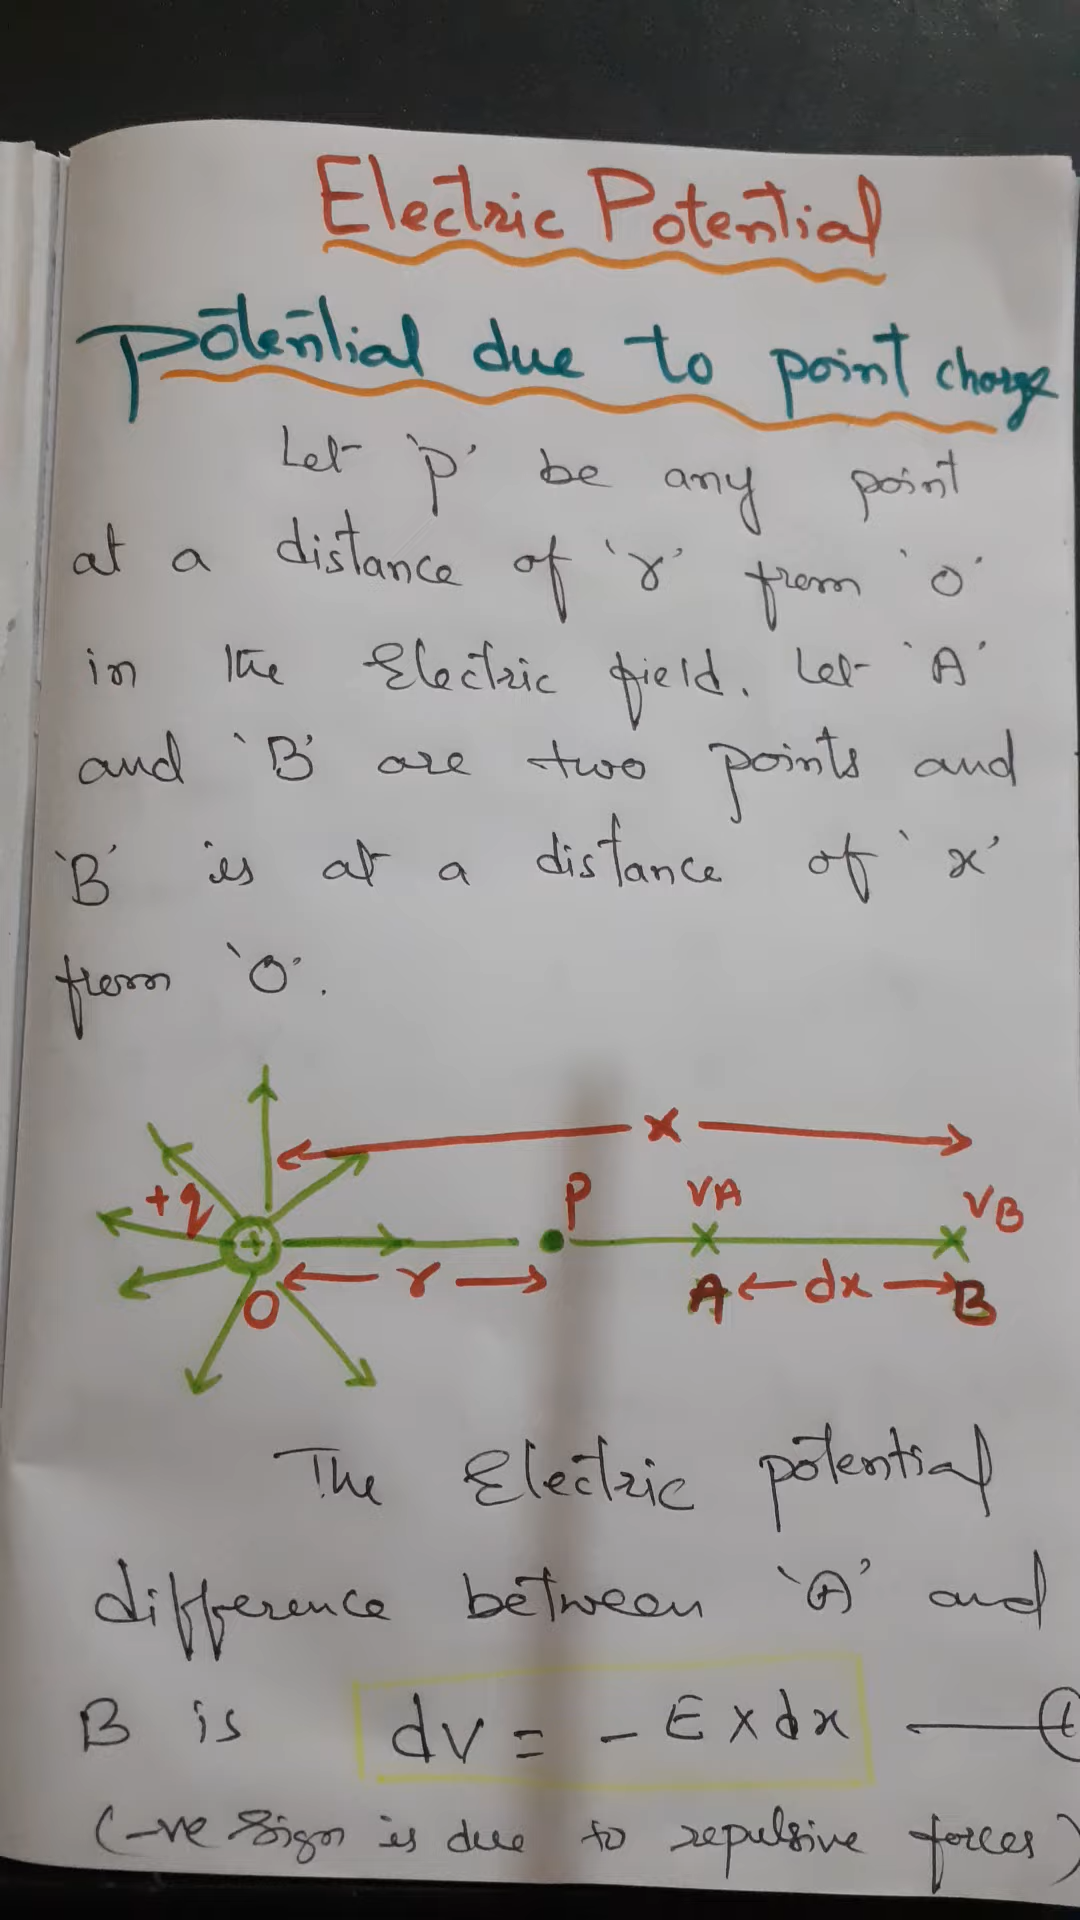 Electric Potential
Potential due to point charge
Let 'p' be any point
at a distance of 'r' from 'o'
in the Electric field. Let 'A'
and 'B' are two points and
'B' is at a distance of 'x'
from 'O'.
x
+q P VA VB
+
O r A dx B
The Electric potential
difference between 'A' and
B is dV = - E x dx
(-ve sign is due to repulsive forces)